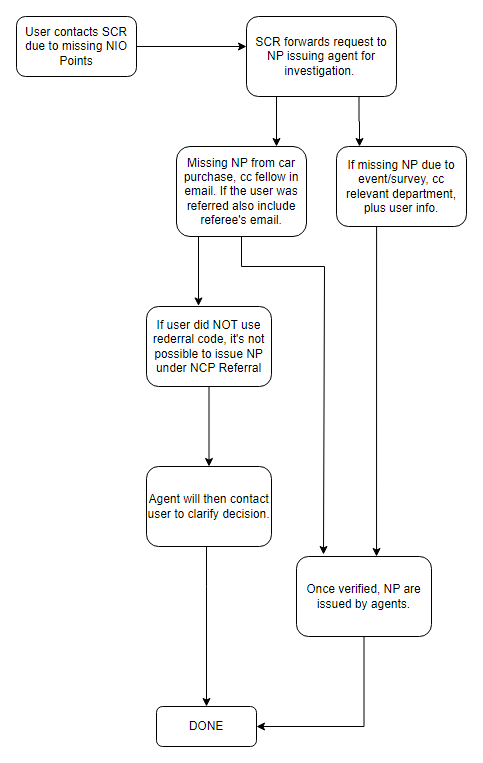 User contacts SCR
due to missing NIO
Points
SCR forwards request to
NP issuing agent for
investigation.
Missing NP from car
purchase, cc fellow in
email. If the user was
referred also include
referee's email.
If missing NP due to
event/survey, cc
relevant department,
plus user info.
If user did NOT use
rederral code, it's not
possible to issue NP
under NCP Referral
Agent will then contact
user to clarify decision.
Once verified, NP are
issued by agents.
DONE